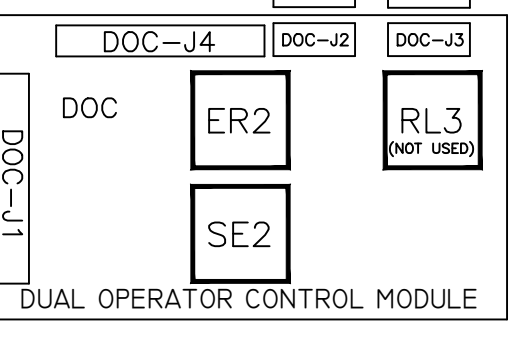 DOC-J4
DOC-J2
DOC-J3
DOC
ER2
RL3
(NOT USED)
DOC-J1
SE2
DUAL OPERATOR CONTROL MODULE